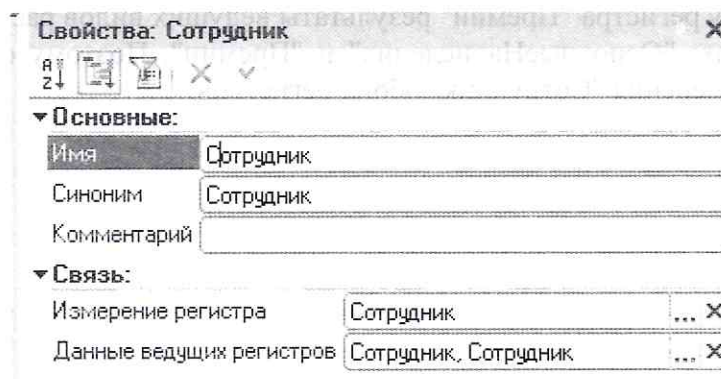 Свойства: Сотрудник
Основные:
Имя Сотрудник
Синоним Сотрудник
Комментарий
Связь:
Измерение регистра Сотрудник ...
Данные ведущих регистров Сотрудник, Сотрудник ...